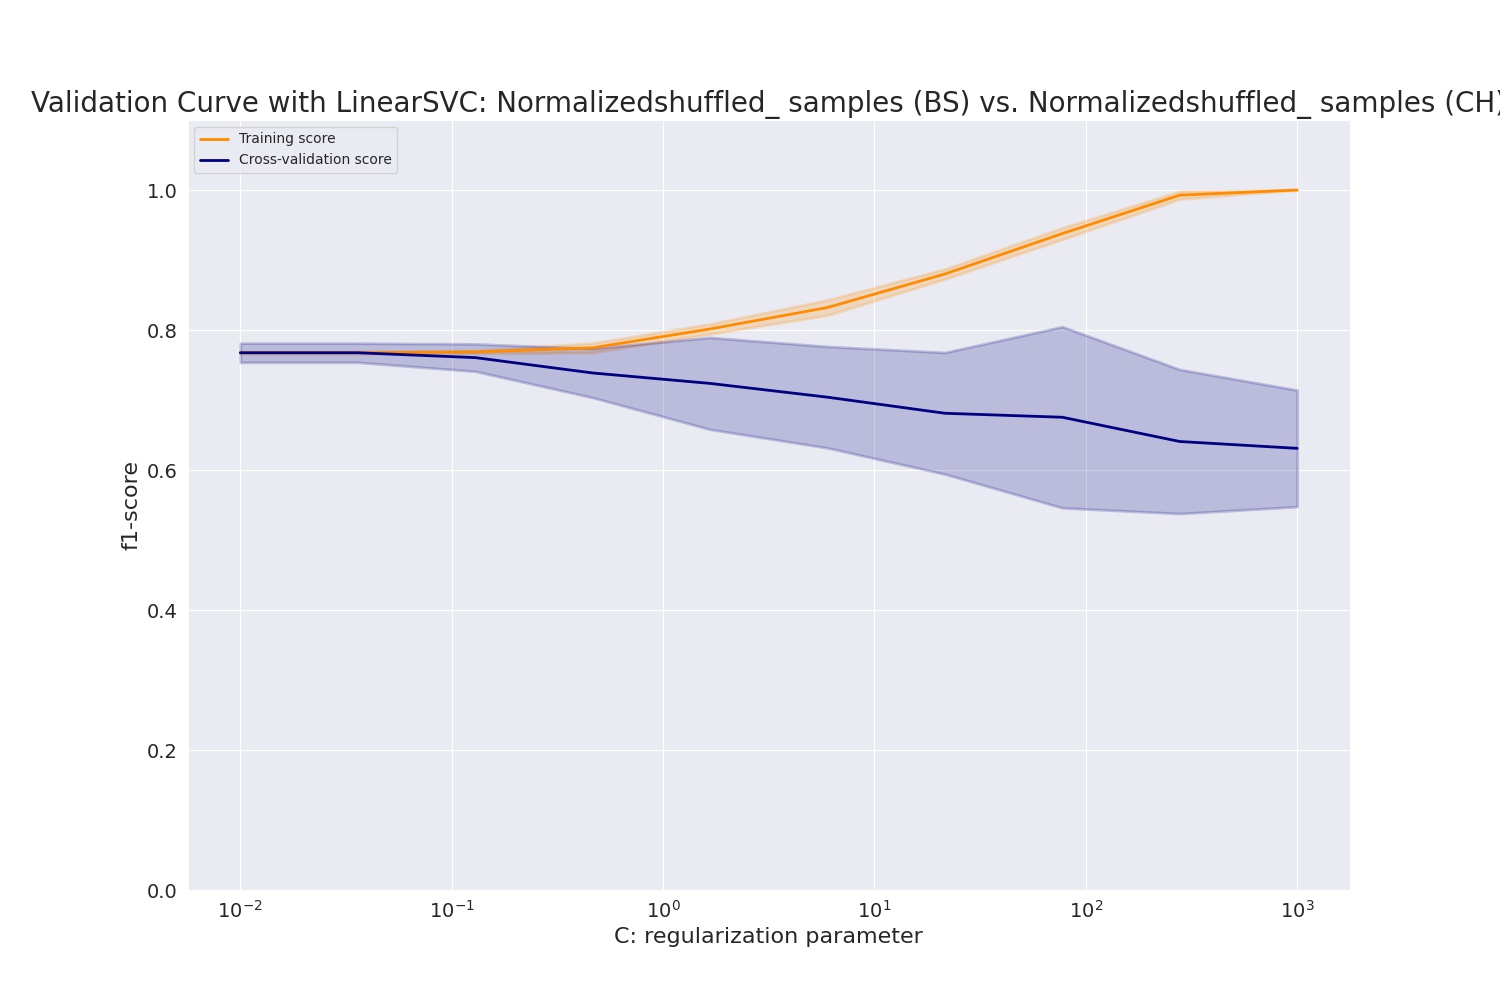 Validation Curve with LinearSVC: Normalizedshuffled_ samples (BS) vs. Normalizedshuffled_ samples (CH)
Training score
Cross-validation score
1.0
0.8
0.6
0.4
0.2
0.0
f1-score
10⁻² 10⁻¹ 10⁰ 10¹ 10² 10³
C: regularization parameter